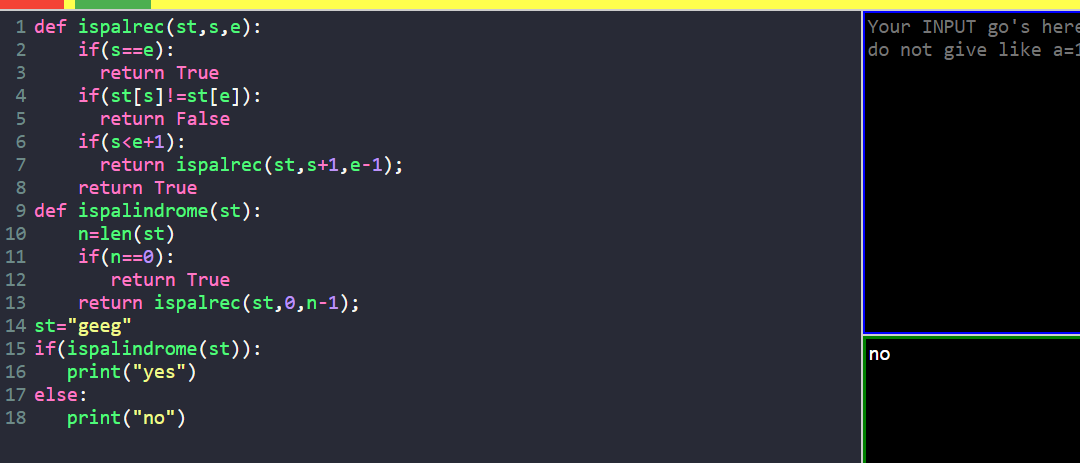 1 def ispalrec(st,s,e):
2 if(s==e):
3 return True
4 if(st[s]!=st[e]):
5 return False
6 if(s<e+1):
7 return ispalrec(st,s+1,e-1);
8 return True
9 def ispalindrome(st):
10 n=len(st)
11 if(n==0):
12 return True
13 return ispalrec(st,0,n-1);
14 st="geeg"
15 if(ispalindrome(st)):
16 print("yes")
17 else:
18 print("no")
Your INPUT go's here
do not give like a=1
no